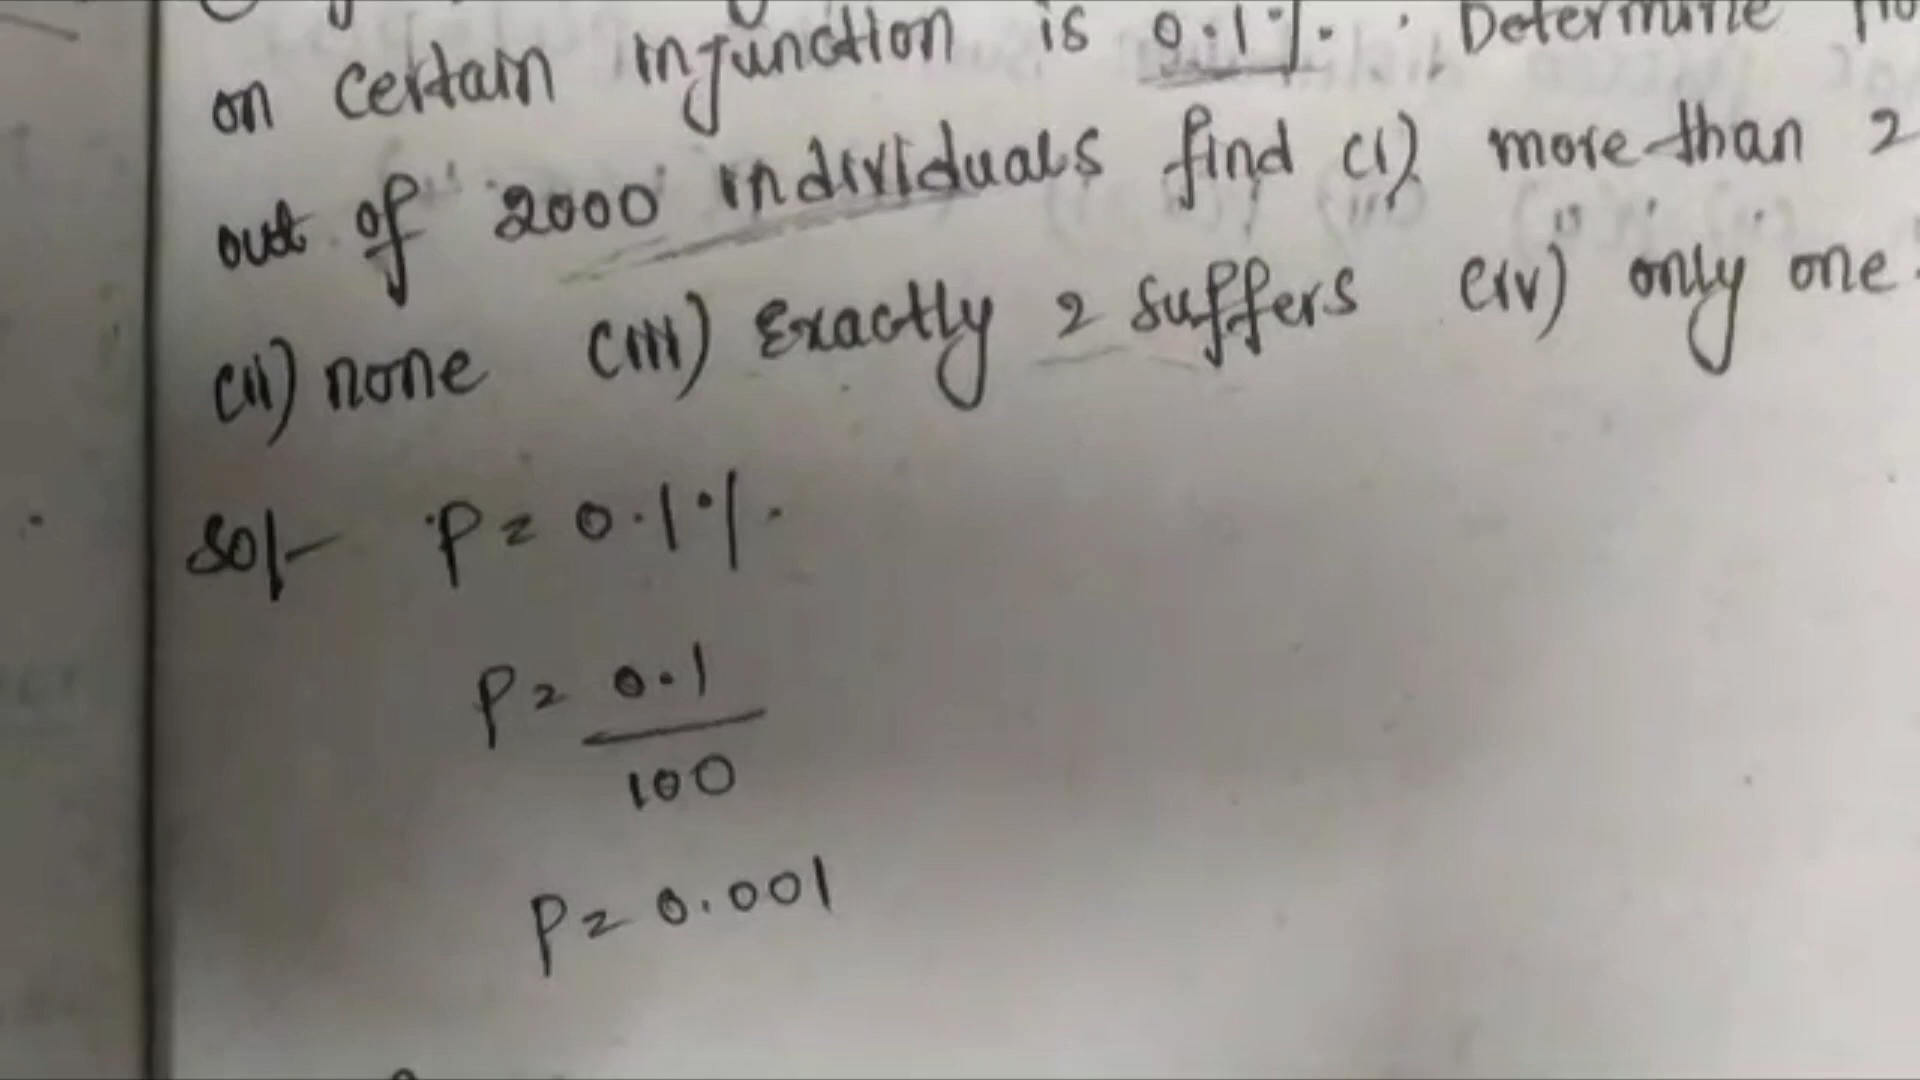 on certain injunction is 0.1%. Determine
out of 2000 individuals find (i) more than 2
(ii) none (iii) Exactly 2 suffers (iv) only one
Sol- P = 0.1%.
P = 0.1
100
P = 0.001